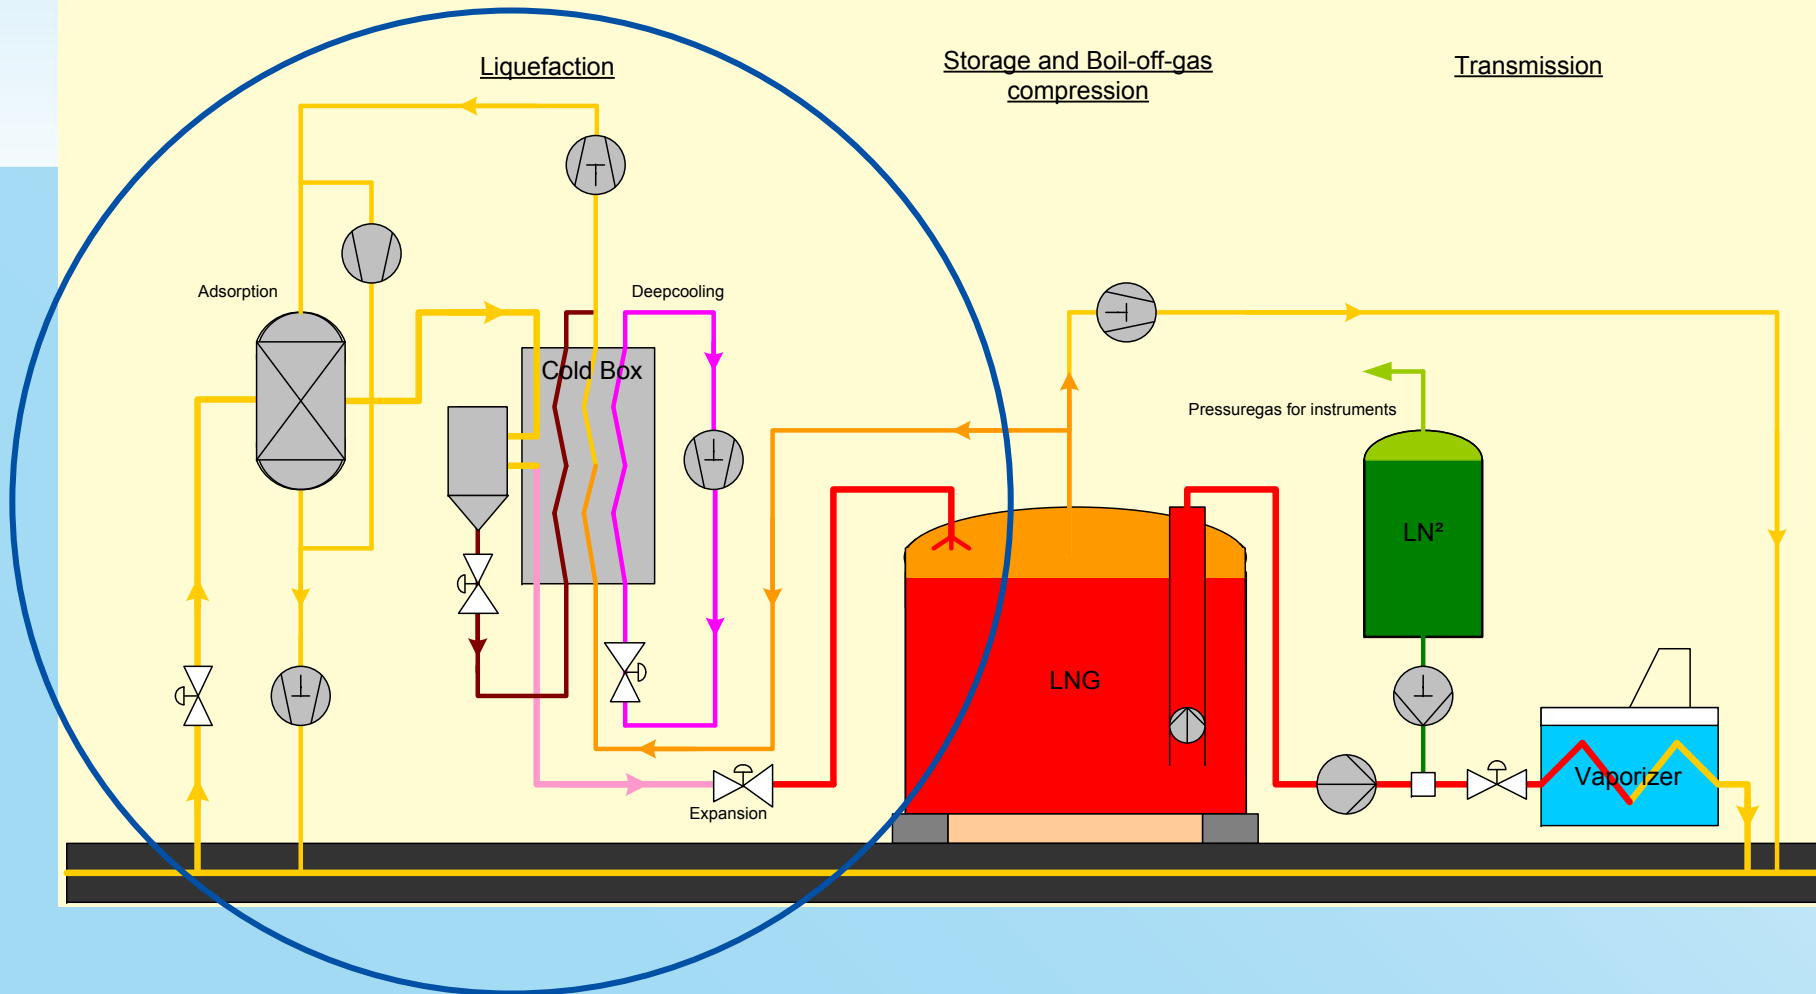 Liquefaction
Storage and Boil-off-gas
compression
Transmission
Adsorption
Deepcooling
Cold Box
Pressuregas for instruments
LN²
LNG
Vaporizer
Expansion